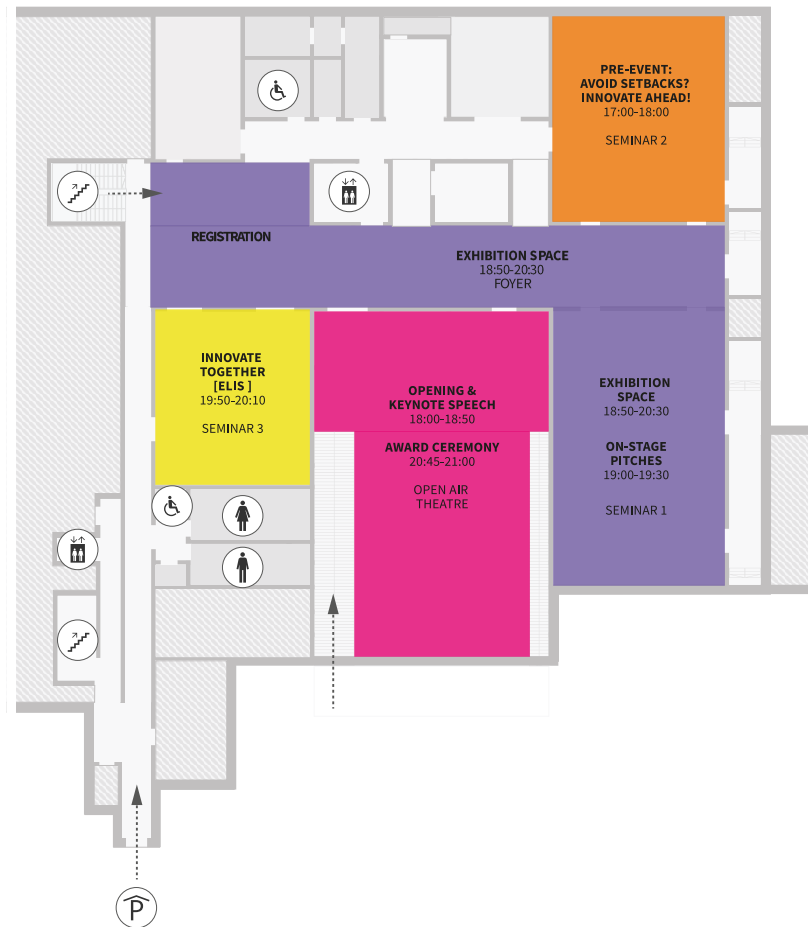 PRE-EVENT:
AVOID SETBACKS?
INNOVATE AHEAD!
17:00-18:00
SEMINAR 2
REGISTRATION
EXHIBITION SPACE
18:50-20:30
FOYER
INNOVATE
TOGETHER
[ELIS ]
19:50-20:10
SEMINAR 3
OPENING &
KEYNOTE SPEECH
18:00-18:50
AWARD CEREMONY
20:45-21:00
OPEN AIR
THEATRE
EXHIBITION
SPACE
18:50-20:30
ON-STAGE
PITCHES
19:00-19:30
SEMINAR 1
P